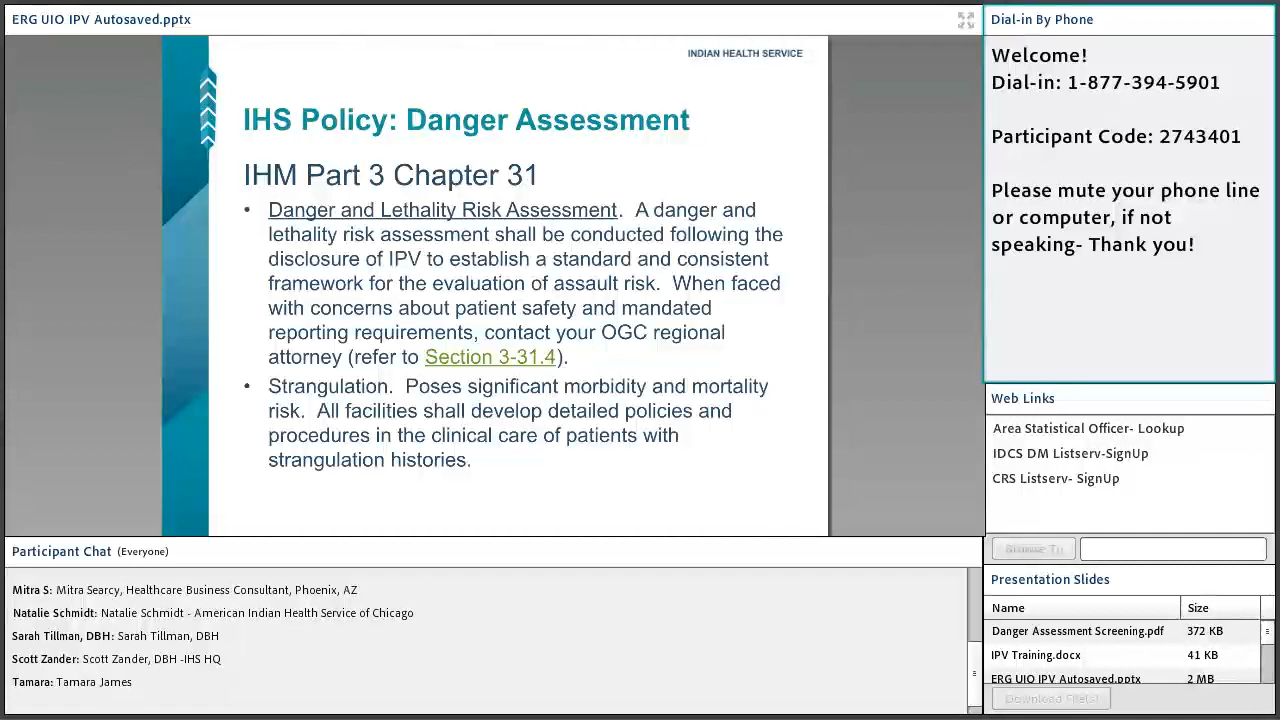 ERG UIO IPV Autosaved.pptx
INDIAN HEALTH SERVICE
IHS Policy: Danger Assessment
IHM Part 3 Chapter 31
• Danger and Lethality Risk Assessment. A danger and
lethality risk assessment shall be conducted following the
disclosure of IPV to establish a standard and consistent
framework for the evaluation of assault risk. When faced
with concerns about patient safety and mandated
reporting requirements, contact your OGC regional
attorney (refer to Section 3-31.4).
• Strangulation. Poses significant morbidity and mortality
risk. All facilities shall develop detailed policies and
procedures in the clinical care of patients with
strangulation histories.
Participant Chat (Everyone)
Mitra S: Mitra Searcy, Healthcare Business Consultant, Phoenix, AZ
Natalie Schmidt: Natalie Schmidt - American Indian Health Service of Chicago
Sarah Tillman, DBH: Sarah Tillman, DBH
Scott Zander: Scott Zander, DBH -IHS HQ
Tamara: Tamara James
Dial-in By Phone
Welcome!
Dial-in: 1-877-394-5901
Participant Code: 2743401
Please mute your phone line
or computer, if not
speaking- Thank you!
Web Links
Area Statistical Officer- Lookup
IDCS DM Listserv-SignUp
CRS Listserv- SignUp
Browse To
Presentation Slides
Name Size
Danger Assessment Screening.pdf 372 KB
IPV Training.docx 41 KB
ERG UIO IPV Autosaved.pptx 2 MB
Download File(s)